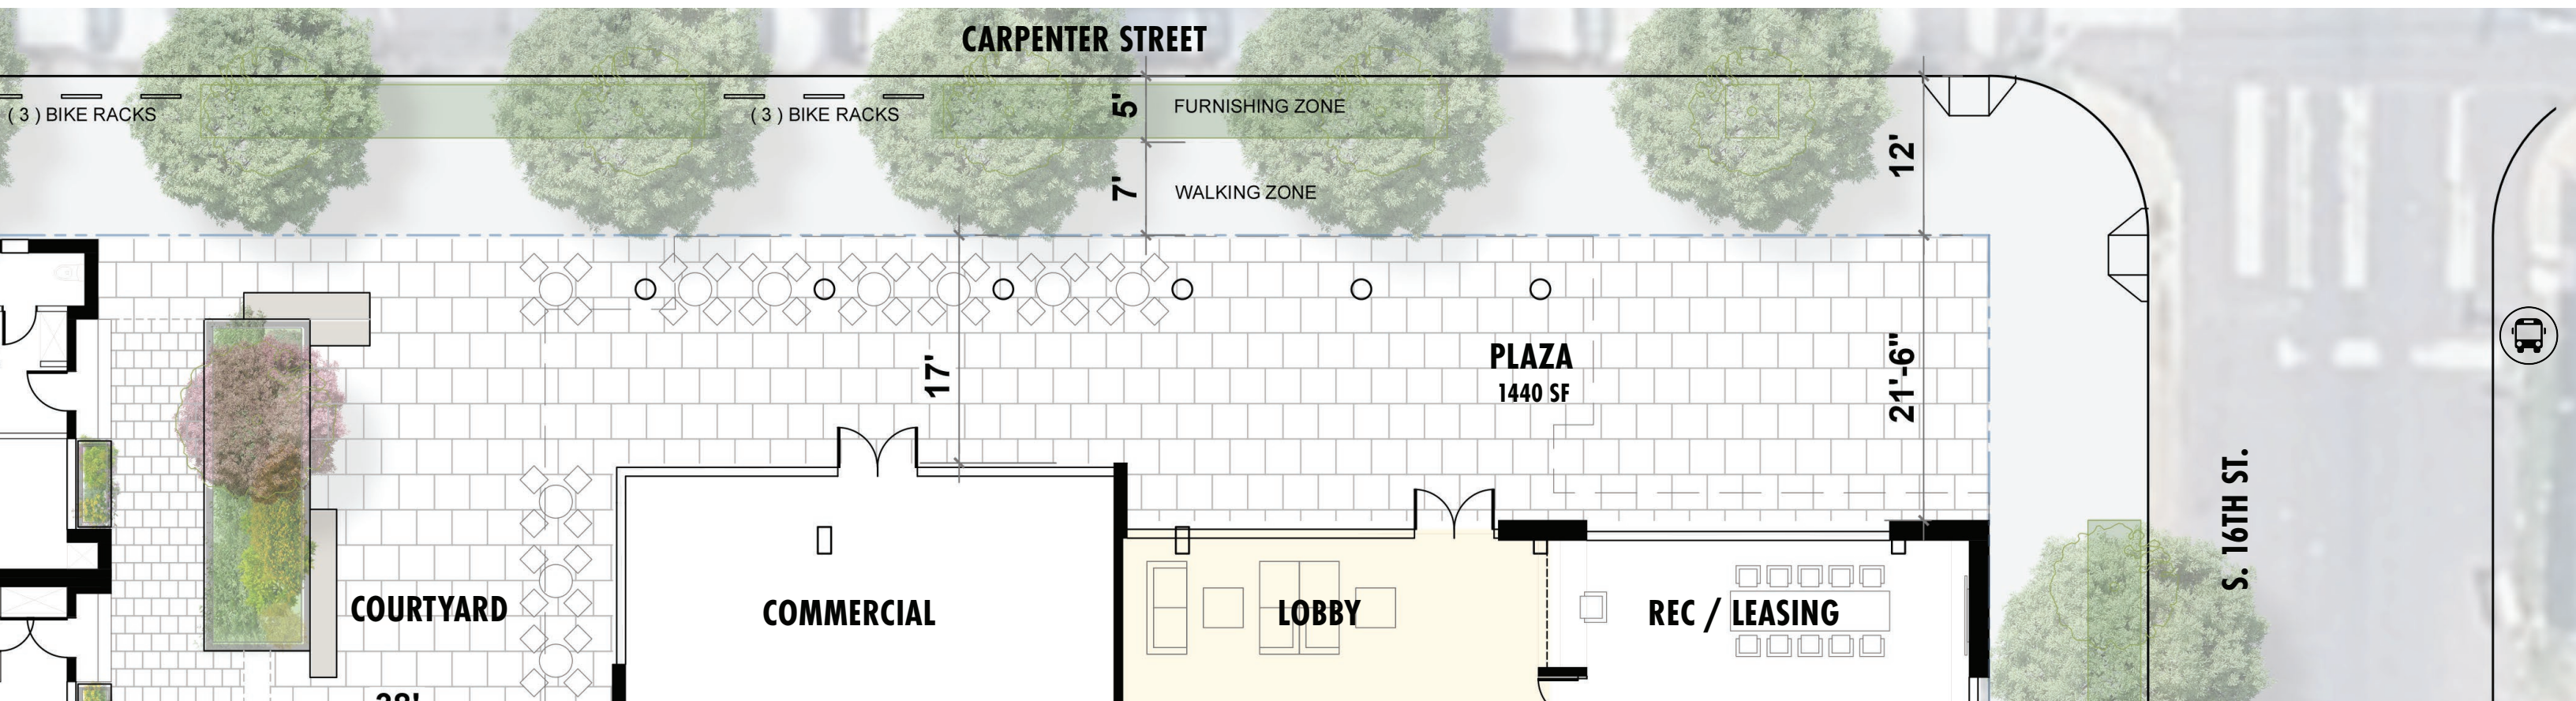 CARPENTER STREET
( 3 ) BIKE RACKS
( 3 ) BIKE RACKS
5'
FURNISHING ZONE
12'
7'
WALKING ZONE
17'
PLAZA
1440 SF
21'-6"
S. 16TH ST.
COURTYARD
COMMERCIAL
LOBBY
REC / LEASING